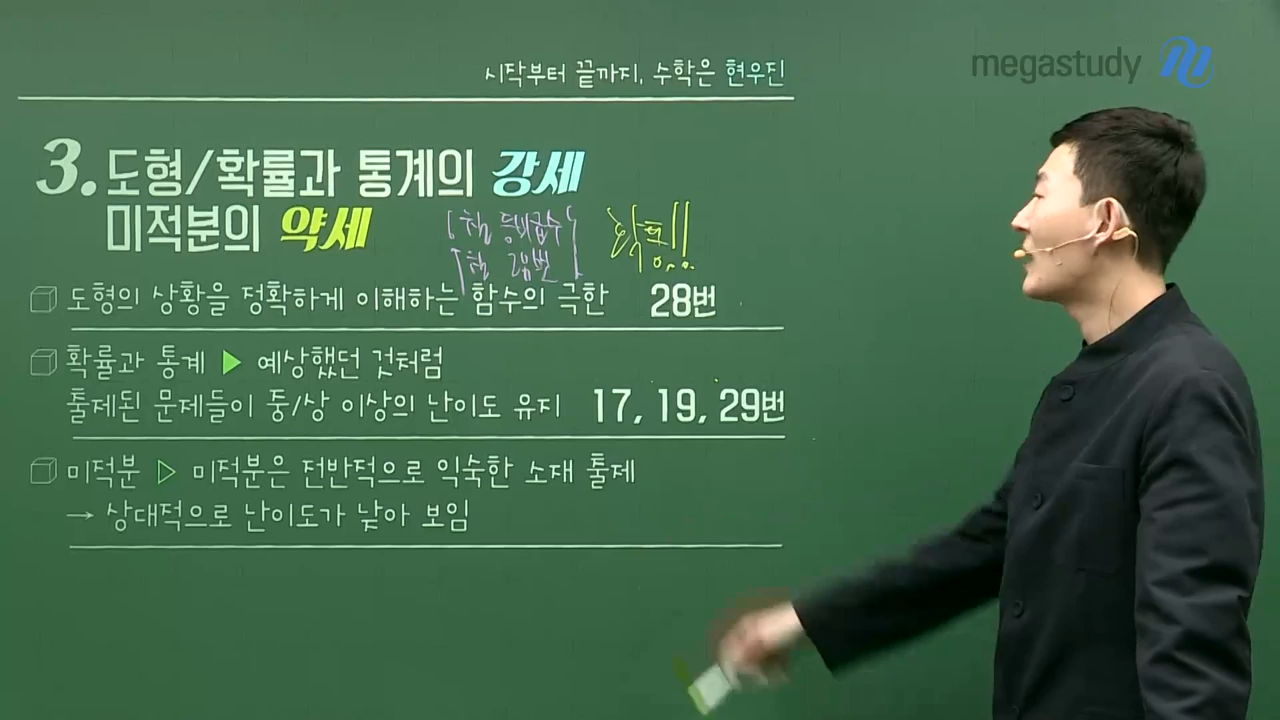 megastudy
시작부터 끝까지, 수학은 현우진
3. 도형/확률과 통계의 강세
미적분의 약세
도형의 상황을 정확하게 이해하는 함수의 극한 28번
확률과 통계 ▶ 예상했던 것처럼
출제된 문제들이 중/상 이상의 난이도 유지 17, 19, 29번
미적분 ▷ 미적분은 전반적으로 익숙한 소재 출제
→ 상대적으로 난이도가 낮아 보임